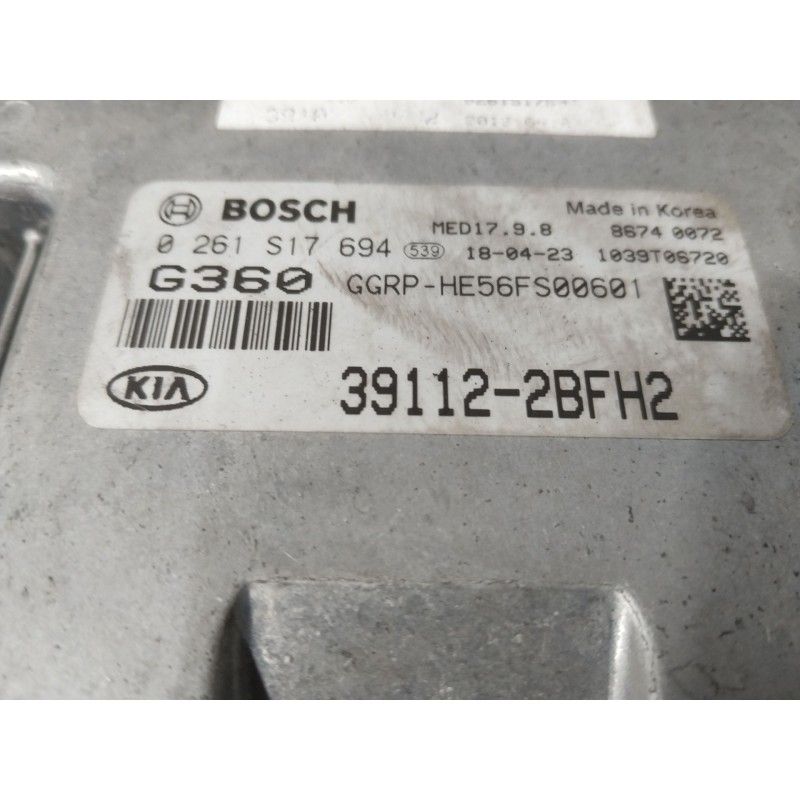 BOSCH
Made in Korea
MED17.9.8
8674 0072
0 261 S17 694 539 18-04-23 1039T06720
G360 GGRP-HE56FS00601
KIA 39112-2BFH2